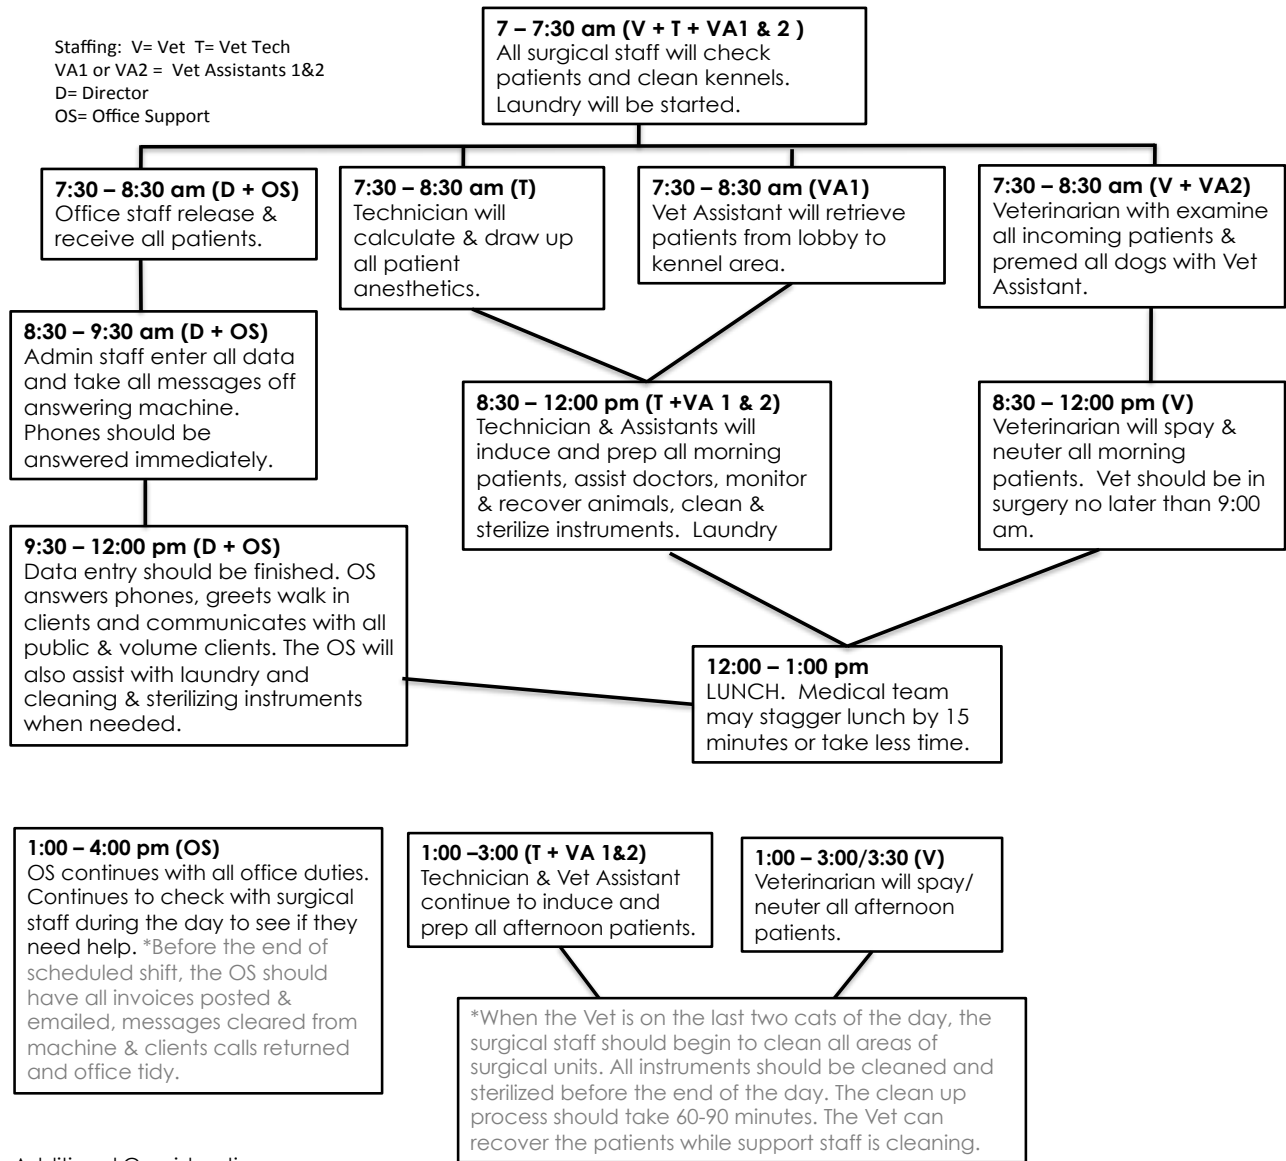 Staffing: V= Vet T= Vet Tech
VA1 or VA2 = Vet Assistants 1&2
D= Director
OS= Office Support
7 – 7:30 am (V + T + VA1 & 2 )
All surgical staff will check
patients and clean kennels.
Laundry will be started.
7:30 – 8:30 am (D + OS)
Office staff release &
receive all patients.
7:30 – 8:30 am (T)
Technician will
calculate & draw up
all patient
anesthetics.
7:30 – 8:30 am (VA1)
Vet Assistant will retrieve
patients from lobby to
kennel area.
7:30 – 8:30 am (V + VA2)
Veterinarian with examine
all incoming patients &
premed all dogs with Vet
Assistant.
8:30 – 9:30 am (D + OS)
Admin staff enter all data
and take all messages off
answering machine.
Phones should be
answered immediately.
8:30 – 12:00 pm (T +VA 1 & 2)
Technician & Assistants will
induce and prep all morning
patients, assist doctors, monitor
& recover animals, clean &
sterilize instruments. Laundry
8:30 – 12:00 pm (V)
Veterinarian will spay &
neuter all morning
patients. Vet should be in
surgery no later than 9:00
am.
9:30 – 12:00 pm (D + OS)
Data entry should be finished. OS
answers phones, greets walk in
clients and communicates with all
public & volume clients. The OS will
also assist with laundry and
cleaning & sterilizing instruments
when needed.
12:00 – 1:00 pm
LUNCH. Medical team
may stagger lunch by 15
minutes or take less time.
1:00 – 4:00 pm (OS)
OS continues with all office duties.
Continues to check with surgical
staff during the day to see if they
need help. *Before the end of
scheduled shift, the OS should
have all invoices posted &
emailed, messages cleared from
machine & clients calls returned
and office tidy.
1:00 –3:00 (T + VA 1&2)
Technician & Vet Assistant
continue to induce and
prep all afternoon patients.
1:00 – 3:00/3:30 (V)
Veterinarian will spay/
neuter all afternoon
patients.
*When the Vet is on the last two cats of the day, the
surgical staff should begin to clean all areas of
surgical units. All instruments should be cleaned and
sterilized before the end of the day. The clean up
process should take 60-90 minutes. The Vet can
recover the patients while support staff is cleaning.